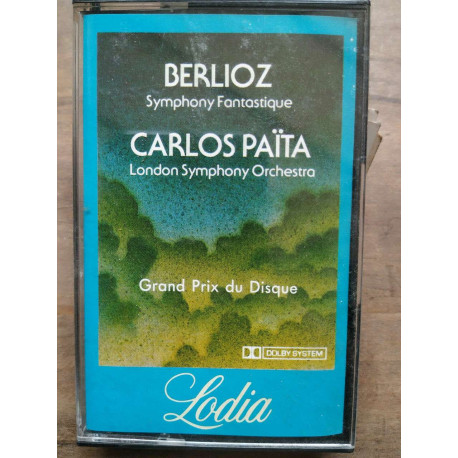 BERLIOZ
Symphony Fantastique
CARLOS PAÏTA
London Symphony Orchestra
Grand Prix du Disque
DOLBY SYSTEM
Lodia